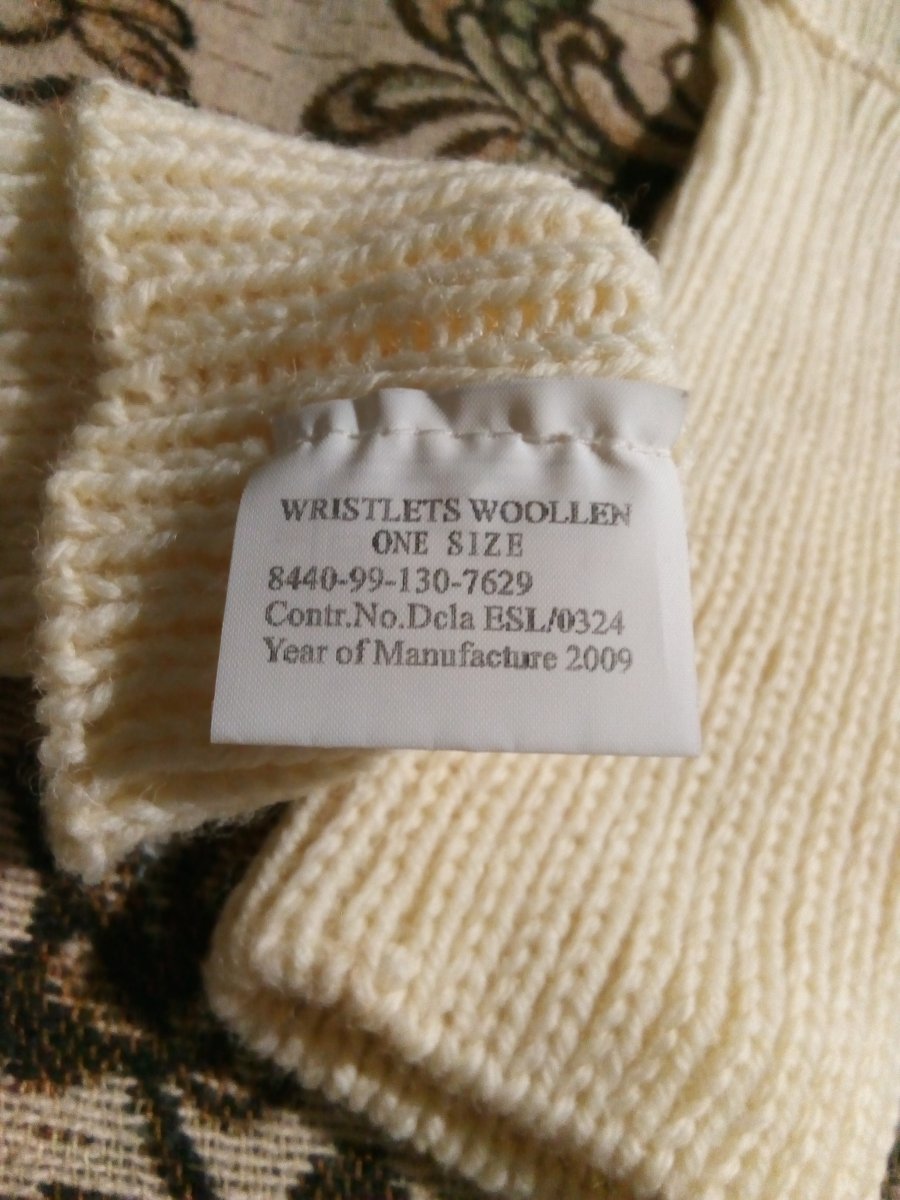 WRISTLETS WOOLLEN
ONE SIZE
8440-99-130-7629
Contr.No.Dcla ESL/0324
Year of Manufacture 2009